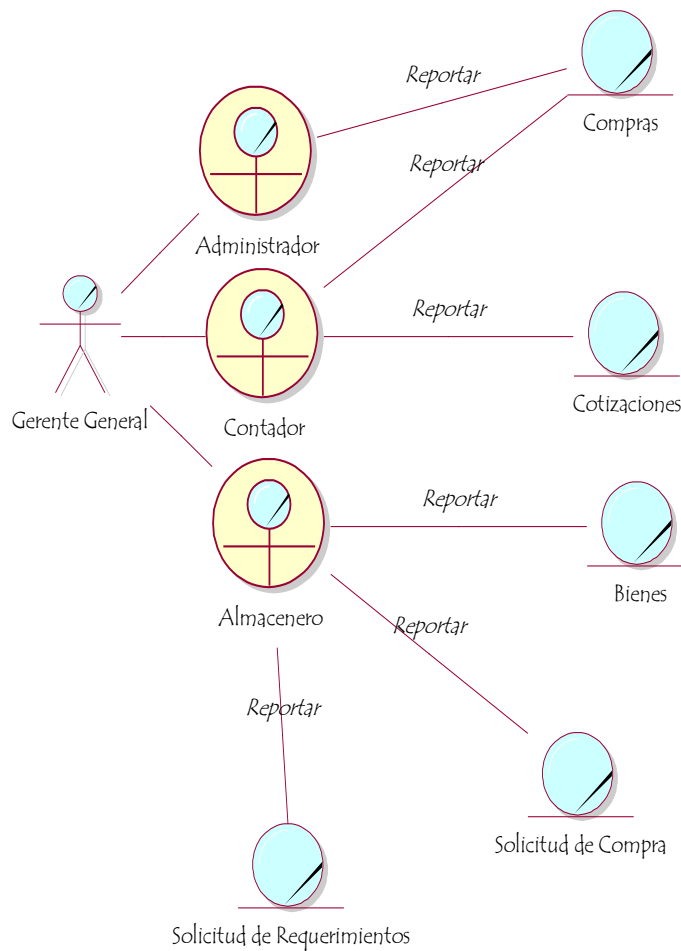 Reportar
Compras
Reportar
Administrador
Reportar
Gerente General
Contador
Cotizaciones
Reportar
Bienes
Almacenero
Reportar
Reportar
Solicitud de Compra
Solicitud de Requerimientos